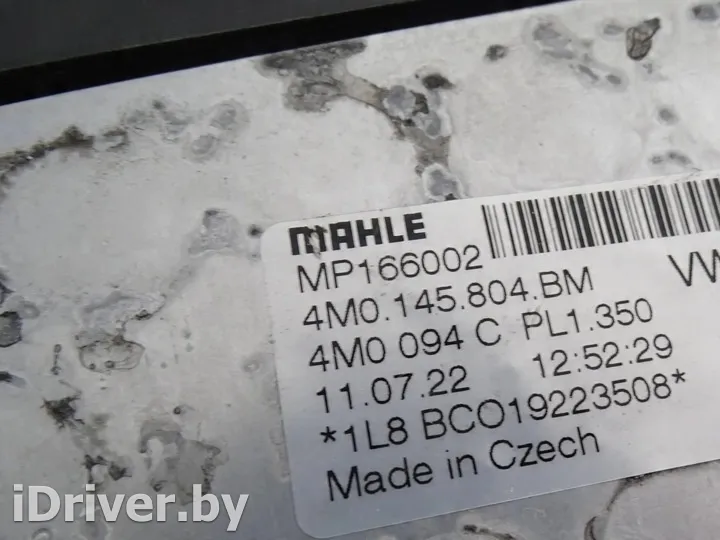 MAHLE
MP166002
4M0.145.804.BM
VW
4M0 094 C PL1.350
11.07.22 12:52:29
*1L8 BCO19223508*
Made in Czech
iDriver.by